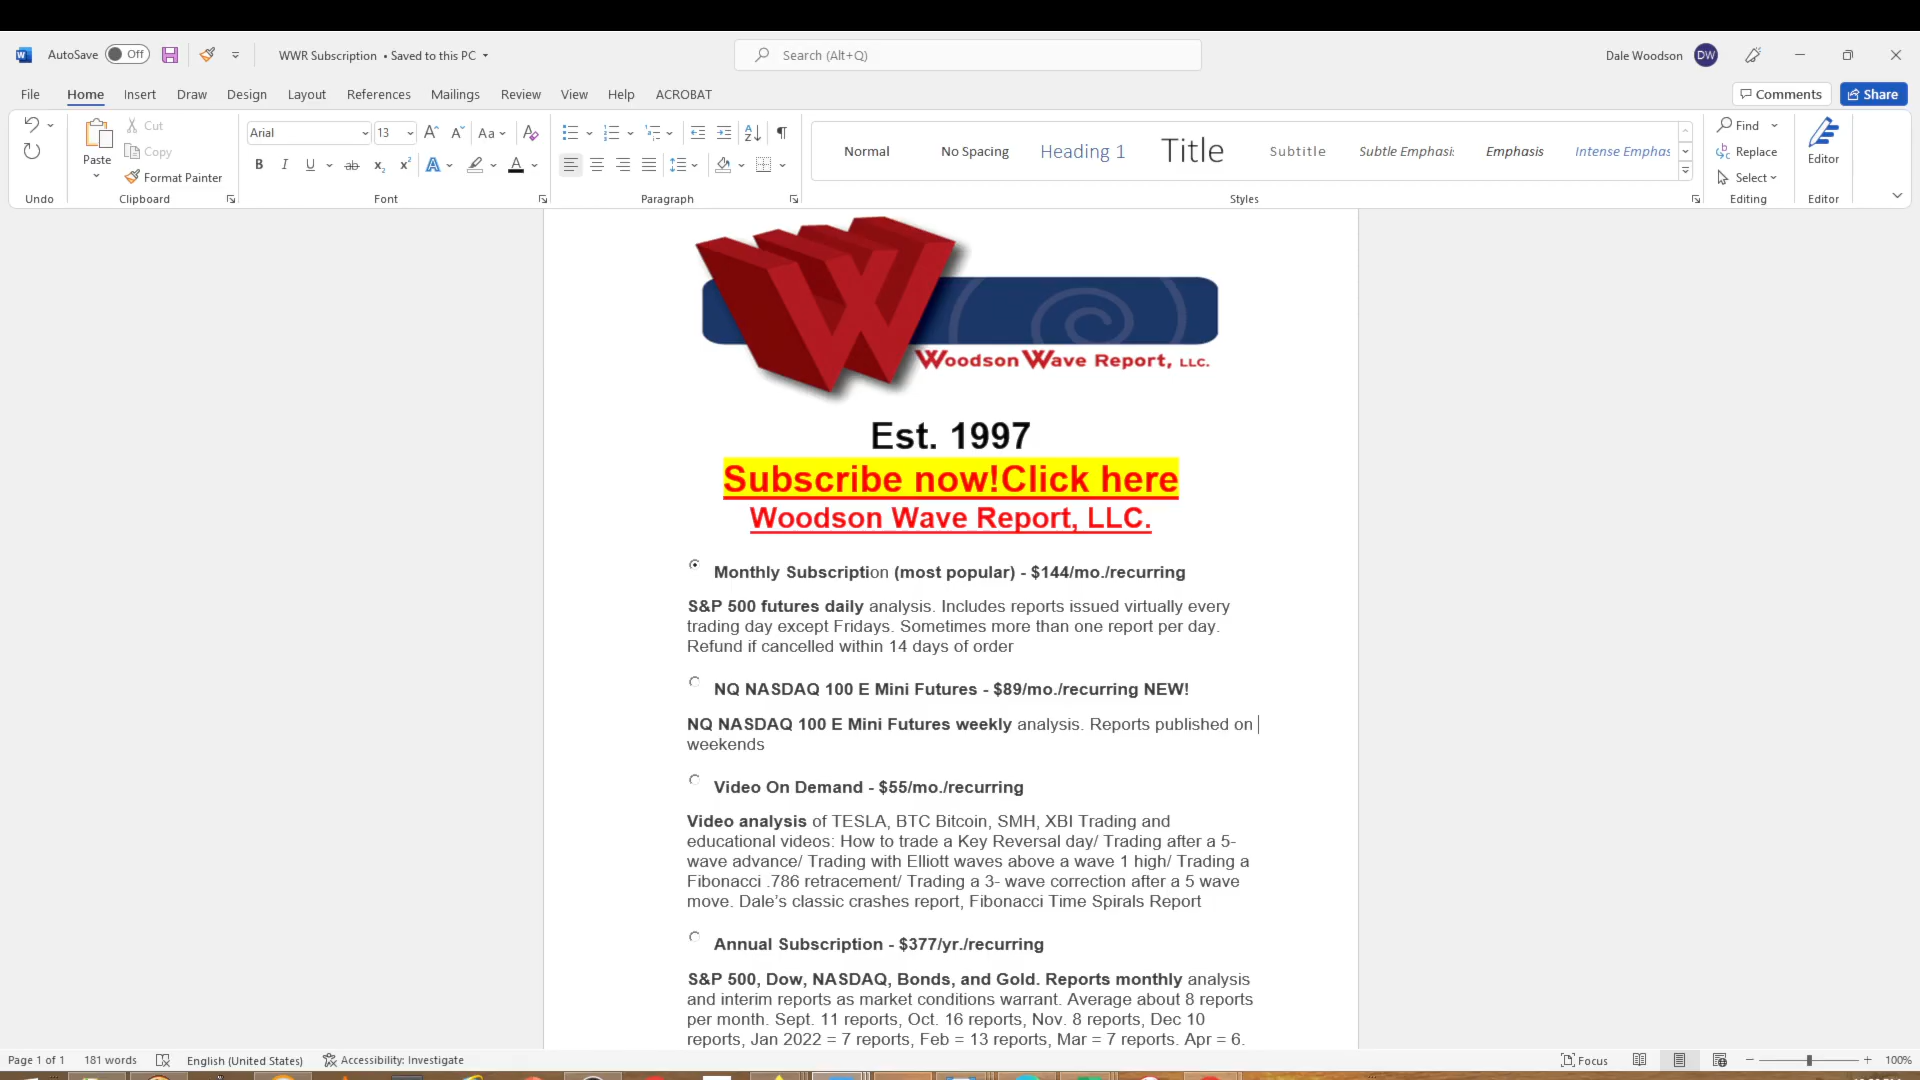 AutoSave Off WWR Subscription • Saved to this PC Search (Alt+Q) Dale Woodson DW
File Home Insert Draw Design Layout References Mailings Review View Help ACROBAT Comments Share
Cut Arial 13 Aa Find
Paste Copy Normal No Spacing Heading 1 Title Subtitle Subtle Emphasis Emphasis Intense Emphas Replace Editor
Format Painter B I U ab x₂ x² A A Select
Undo Clipboard Font Paragraph Styles Editing Editor
WOODSON WAVE REPORT, LLC.
Est. 1997
Subscribe now!Click here
Woodson Wave Report, LLC.
Monthly Subscription (most popular) - $144/mo./recurring
S&P 500 futures daily analysis. Includes reports issued virtually every
trading day except Fridays. Sometimes more than one report per day.
Refund if cancelled within 14 days of order
NQ NASDAQ 100 E Mini Futures - $89/mo./recurring NEW!
NQ NASDAQ 100 E Mini Futures weekly analysis. Reports published on
weekends
Video On Demand - $55/mo./recurring
Video analysis of TESLA, BTC Bitcoin, SMH, XBI Trading and
educational videos: How to trade a Key Reversal day/ Trading after a 5-
wave advance/ Trading with Elliott waves above a wave 1 high/ Trading a
Fibonacci .786 retracement/ Trading a 3- wave correction after a 5 wave
move. Dale’s classic crashes report, Fibonacci Time Spirals Report
Annual Subscription - $377/yr./recurring
S&P 500, Dow, NASDAQ, Bonds, and Gold. Reports monthly analysis
and interim reports as market conditions warrant. Average about 8 reports
per month. Sept. 11 reports, Oct. 16 reports, Nov. 8 reports, Dec 10
reports, Jan 2022 = 7 reports, Feb = 13 reports, Mar = 7 reports. Apr = 6.
Page 1 of 1 181 words English (United States) Accessibility: Investigate Focus 100%